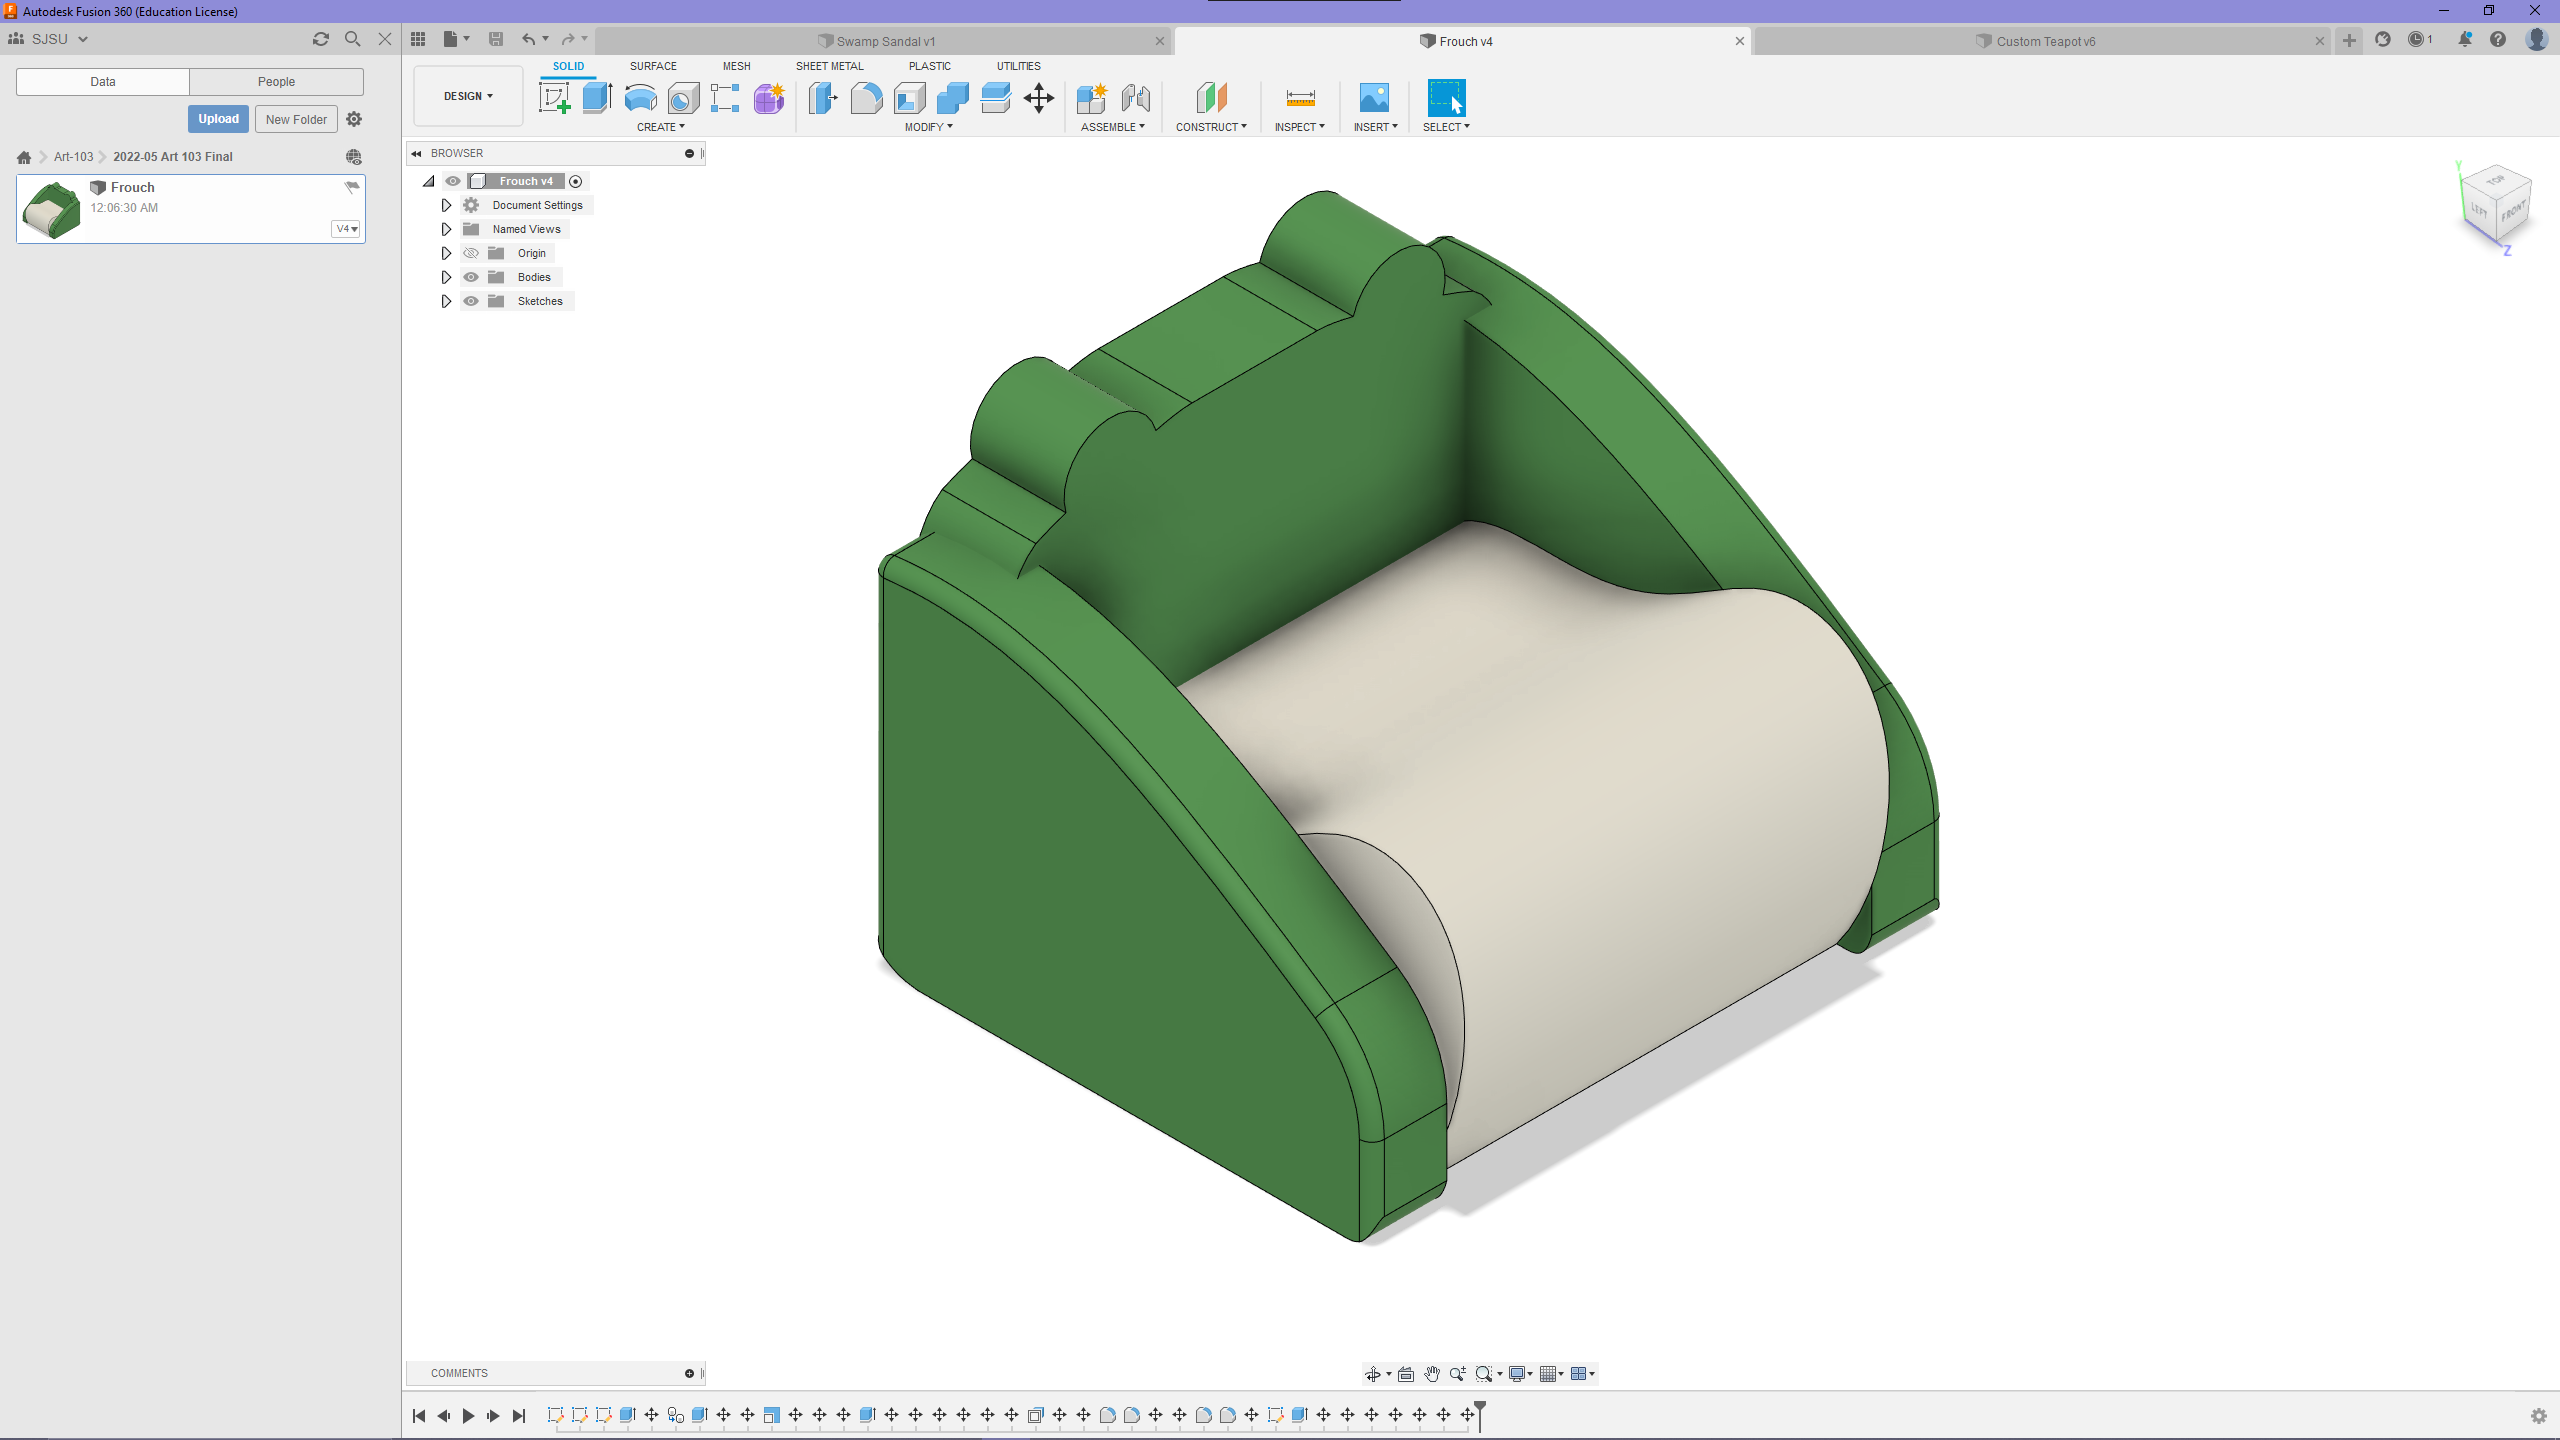 Autodesk Fusion 360 (Education License)
SJSU
Swamp Sandal v1
Frouch v4
Custom Teapot v6
1
Data
People
SOLID
SURFACE
MESH
SHEET METAL
PLASTIC
UTILITIES
DESIGN
Upload
New Folder
CREATE
MODIFY
ASSEMBLE
CONSTRUCT
INSPECT
INSERT
SELECT
Art-103
2022-05 Art 103 Final
BROWSER
Frouch
12:06:30 AM
V4
Frouch v4
Document Settings
Named Views
Origin
Bodies
Sketches
Y
TOP
LEFT
FRONT
Z
COMMENTS